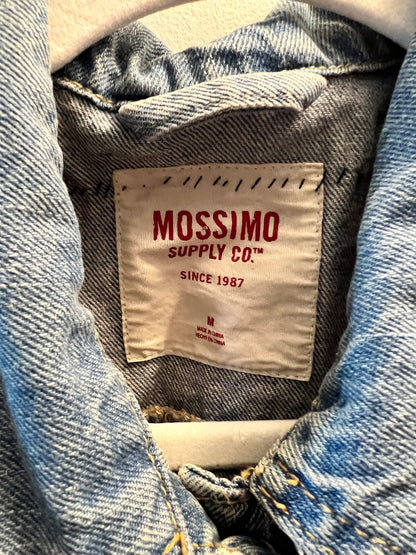 MOSSIMO
SUPPLY CO.™
SINCE 1987
M
MADE IN CHINA
HECHO EN CHINA